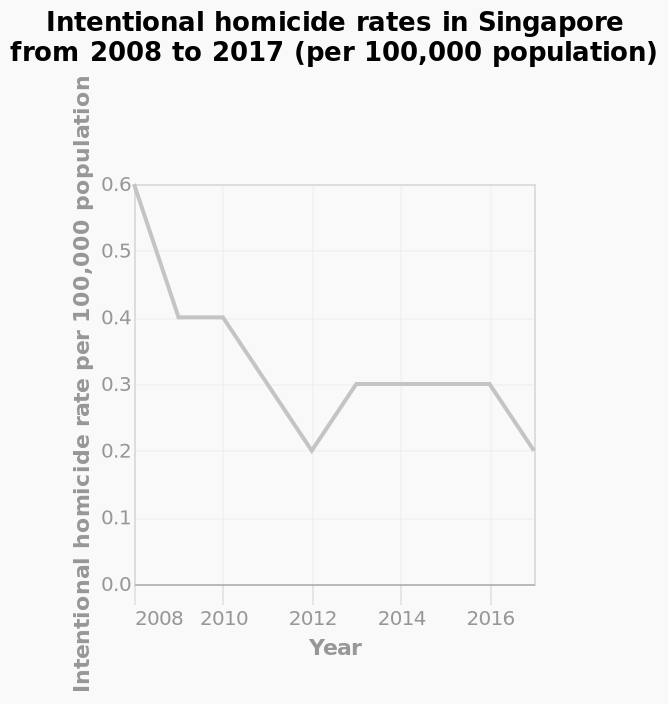 Intentional homicide rates in Singapore
from 2008 to 2017 (per 100,000 population)
Intentional homicide rate per 100,000 population
0.6
0.5
0.4
0.3
0.2
0.1
0.0
2008 2010 2012 2014 2016
Year